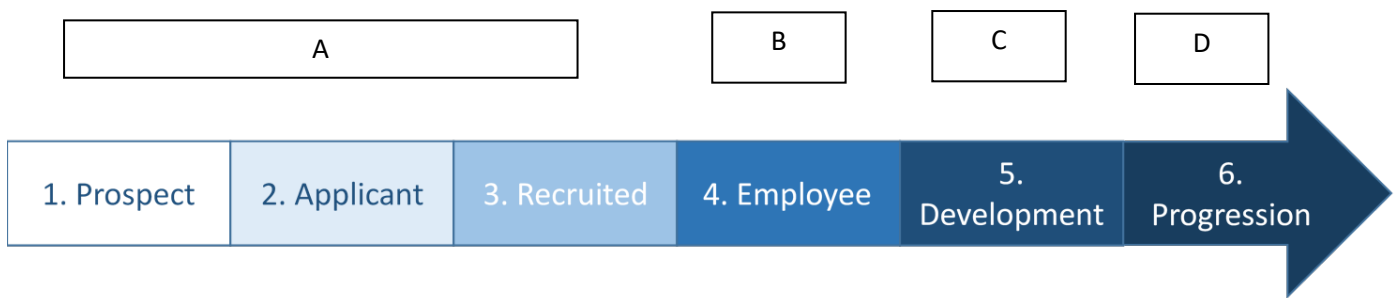 A
B
C
D
1. Prospect
2. Applicant
3. Recruited
4. Employee
5.
Development
6.
Progression